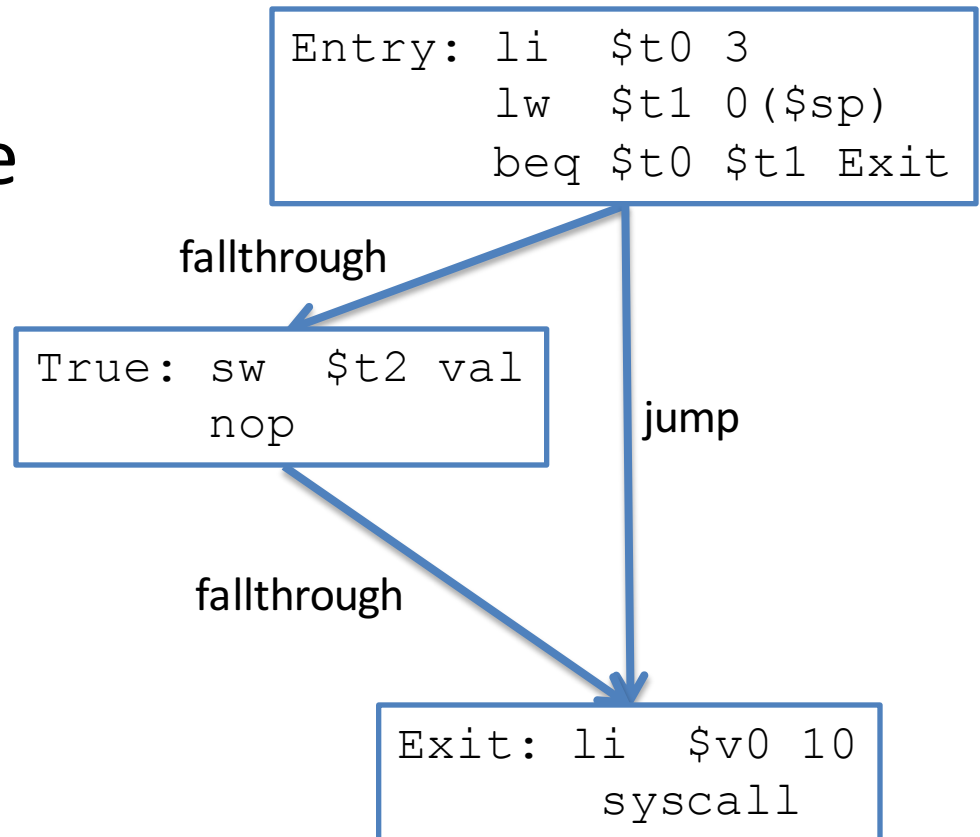 Entry: li $t0 3
lw $t1 0($sp)
beq $t0 $t1 Exit
e
fallthrough
True: sw $t2 val
nop
jump
fallthrough
Exit: li $v0 10
syscall